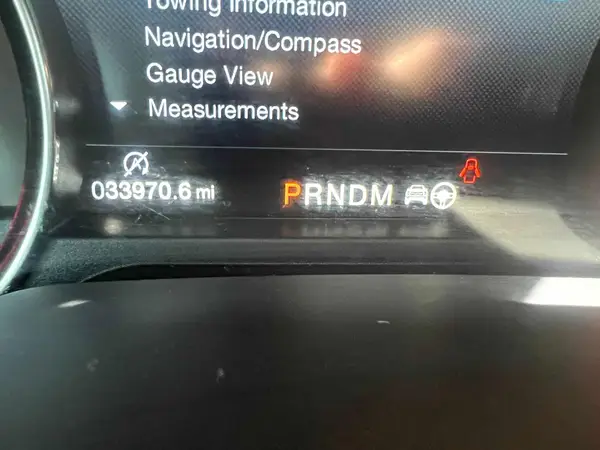 Towing Information
Navigation/Compass
Gauge View
Measurements
033970.6 mi
PRNDM